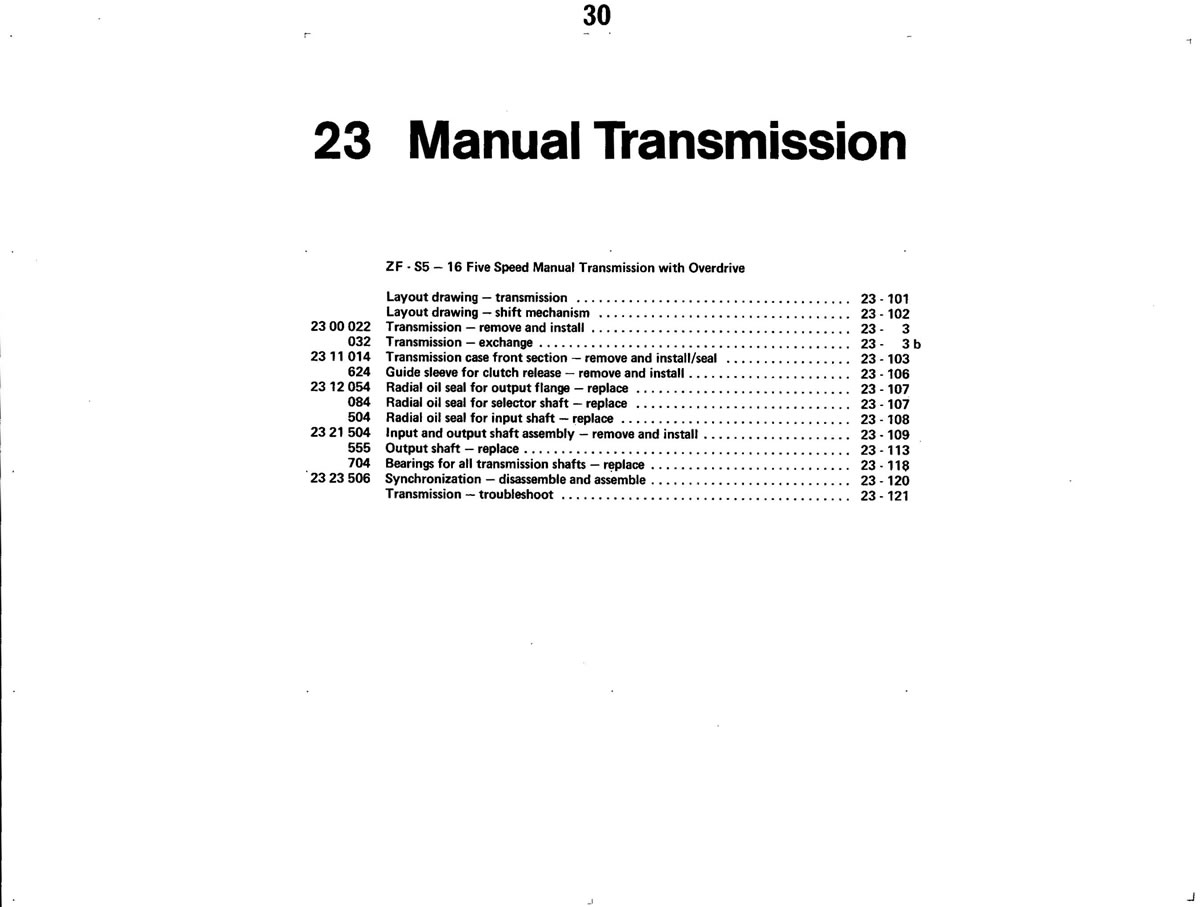 30
23 Manual Transmission
ZF - S5 – 16 Five Speed Manual Transmission with Overdrive
Layout drawing – transmission .................................... 23 - 101
Layout drawing – shift mechanism ................................. 23 - 102
23 00 022 Transmission – remove and install .................................. 23 - 3
032 Transmission – exchange ......................................... 23 - 3 b
23 11 014 Transmission case front section – remove and install/seal ................. 23 - 103
624 Guide sleeve for clutch release – remove and install ...................... 23 - 106
23 12 054 Radial oil seal for output flange – replace ............................. 23 - 107
084 Radial oil seal for selector shaft – replace ............................. 23 - 107
504 Radial oil seal for input shaft – replace ............................... 23 - 108
23 21 504 Input and output shaft assembly – remove and install .................... 23 - 109
555 Output shaft – replace ........................................... 23 - 113
704 Bearings for all transmission shafts – replace ........................... 23 - 118
23 23 506 Synchronization – disassemble and assemble ........................... 23 - 120
Transmission – troubleshoot ...................................... 23 - 121